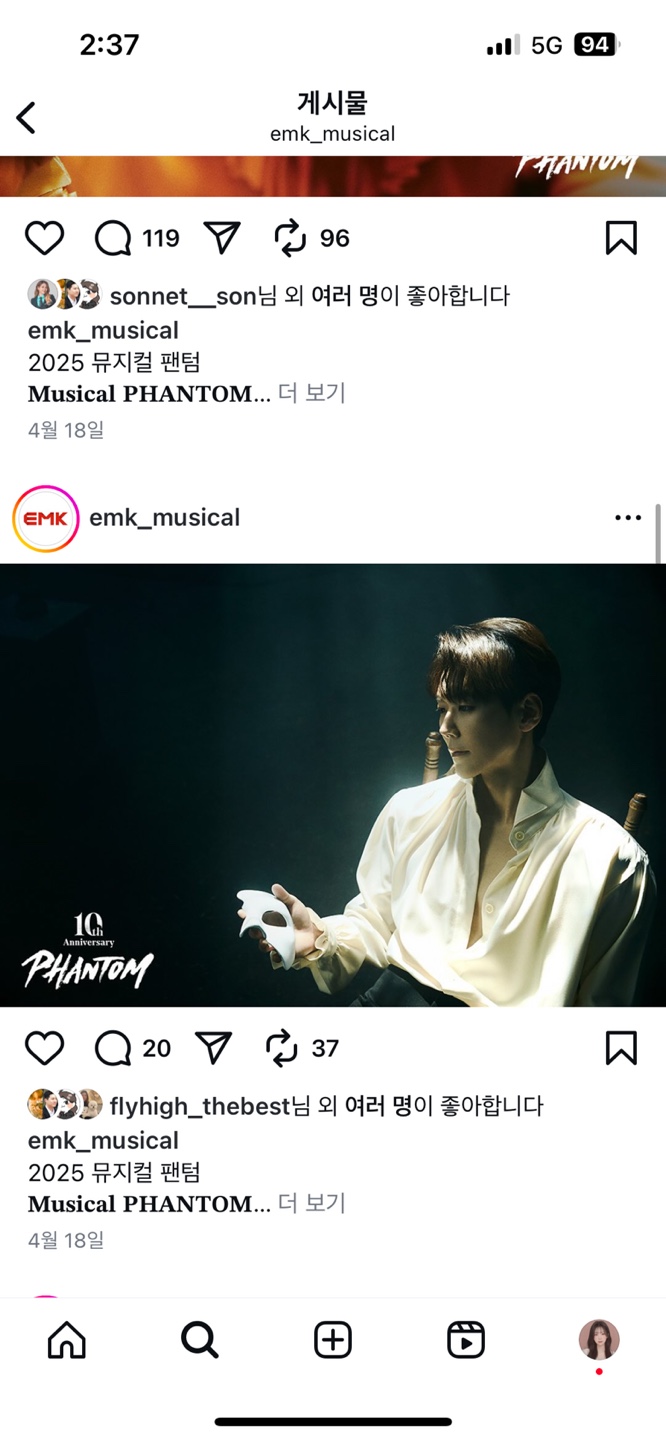 2:37
5G 94
게시물
emk_musical
PHANTOM
119 96
sonnet__son님 외 여러 명이 좋아합니다
emk_musical
2025 뮤지컬 팬텀
Musical PHANTOM... 더 보기
4월 18일
EMK emk_musical
10th
Anniversary
PHANTOM
20 37
flyhigh_thebest님 외 여러 명이 좋아합니다
emk_musical
2025 뮤지컬 팬텀
Musical PHANTOM... 더 보기
4월 18일